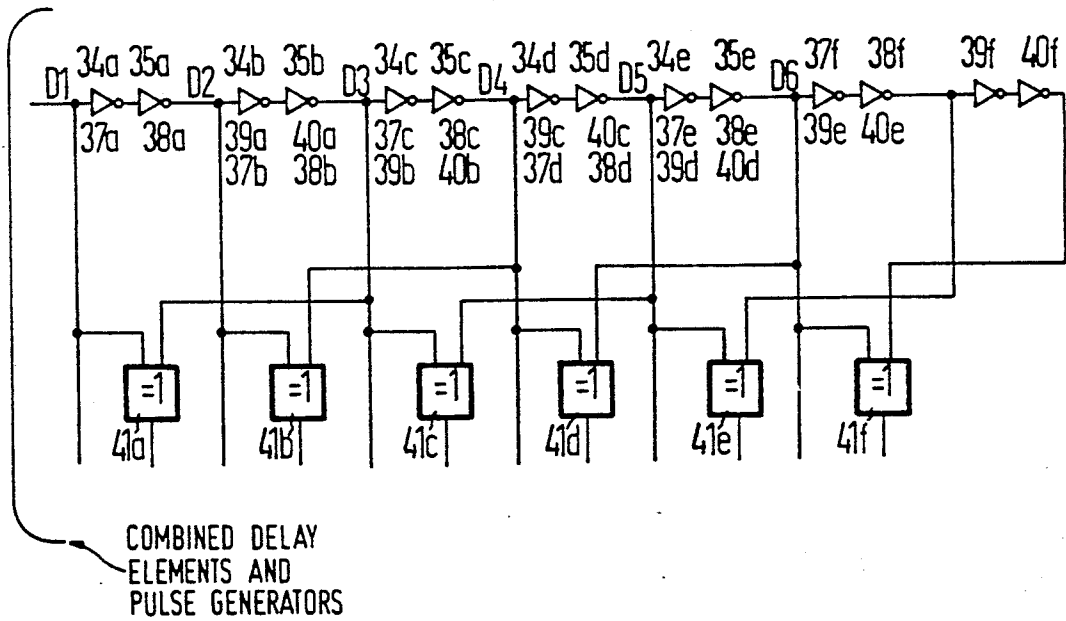 D1 34a 35a D2 34b 35b D3 34c 35c D4 34d 35d D5 34e 35e D6 37f 38f 39f 40f
37a 38a 39a 40a 37c 38c 39c 40c 37e 38e 39e 40e
37b 38b 39b 40b 37d 38d 39d 40d
=1 =1 =1 =1 =1 =1
41a' 41b' 41c' 41d' 41e' 41f'
COMBINED DELAY
ELEMENTS AND
PULSE GENERATORS